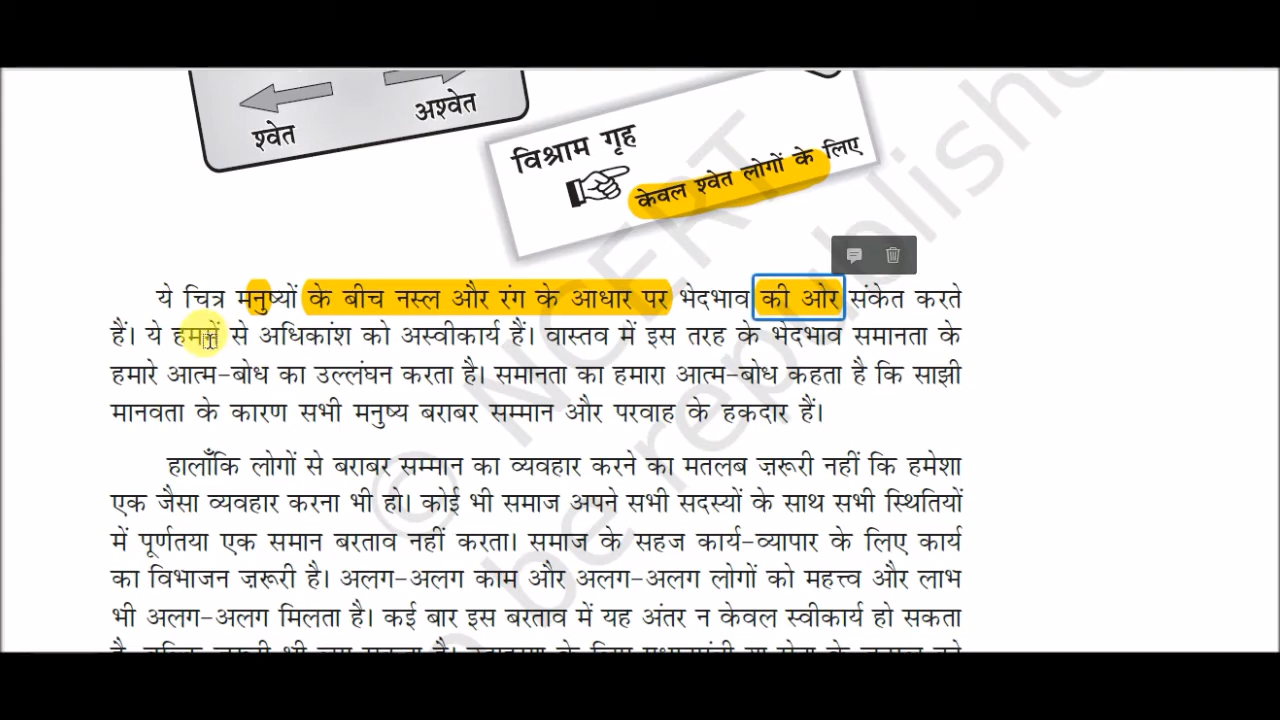 श्वेत
अश्वेत
विश्राम गृह
केवल श्वेत लोगों के लिए
ये चित्र मनुष्यों के बीच नस्ल और रंग के आधार पर भेदभाव की ओर संकेत करते
हैं। ये हममें से अधिकांश को अस्वीकार्य हैं। वास्तव में इस तरह के भेदभाव समानता के
हमारे आत्म-बोध का उल्लंघन करता है। समानता का हमारा आत्म-बोध कहता है कि साझी
मानवता के कारण सभी मनुष्य बराबर सम्मान और परवाह के हकदार हैं।
हालाँकि लोगों से बराबर सम्मान का व्यवहार करने का मतलब ज़रूरी नहीं कि हमेशा
एक जैसा व्यवहार करना भी हो। कोई भी समाज अपने सभी सदस्यों के साथ सभी स्थितियों
में पूर्णतया एक समान बरताव नहीं करता। समाज के सहज कार्य-व्यापार के लिए कार्य
का विभाजन ज़रूरी है। अलग-अलग काम और अलग-अलग लोगों को महत्त्व और लाभ
भी अलग-अलग मिलता है। कई बार इस बरताव में यह अंतर न केवल स्वीकार्य हो सकता
© NCERT
be republishe